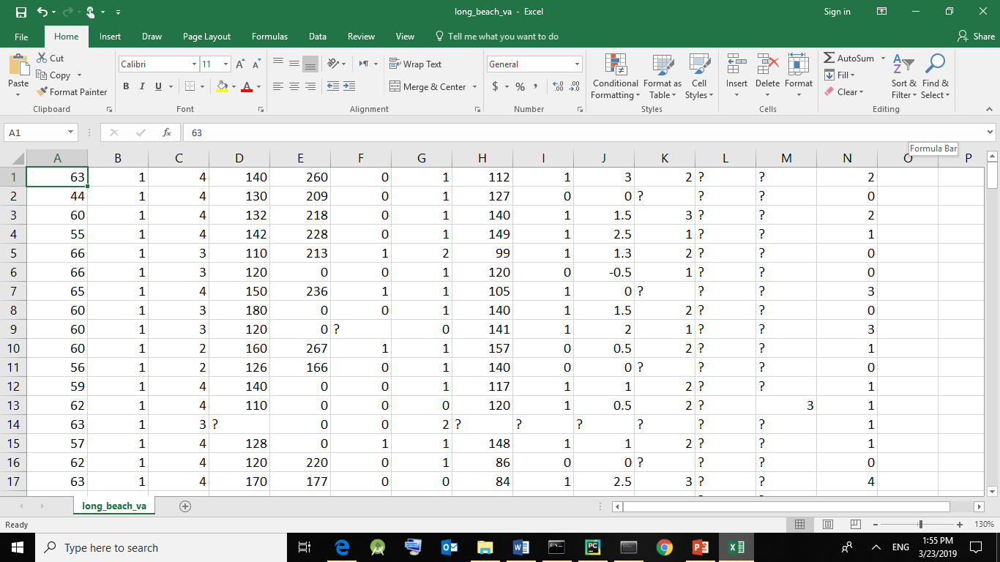 long_beach_va - Excel
Sign in
File Home Insert Draw Page Layout Formulas Data Review View Tell me what you want to do Share
Cut
Copy
Format Painter
Paste
Clipboard
Calibri 11 A A
B I U A
Font
Wrap Text
Merge & Center
Alignment
General
$ % , .0 .00 .00 .0
Number
Conditional Formatting Format as Table Cell Styles
Styles
Insert Delete Format
Cells
AutoSum
Fill
Clear
Sort & Filter Find & Select
Editing
A1 fx 63
Formula Bar
A B C D E F G H I J K L M N O P
1 63 1 4 140 260 0 1 112 1 3 2 ? ? 2
2 44 1 4 130 209 0 1 127 0 0 ? ? ? 0
3 60 1 4 132 218 0 1 140 1 1.5 3 ? ? 2
4 55 1 4 142 228 0 1 149 1 2.5 1 ? ? 1
5 66 1 3 110 213 1 2 99 1 1.3 2 ? ? 0
6 66 1 3 120 0 0 1 120 0 -0.5 1 ? ? 0
7 65 1 4 150 236 1 1 105 1 0 ? ? ? 3
8 60 1 3 180 0 0 1 140 1 1.5 2 ? ? 0
9 60 1 3 120 0 ? 0 141 1 2 1 ? ? 3
10 60 1 2 160 267 1 1 157 0 0.5 2 ? ? 1
11 56 1 2 126 166 0 1 140 0 0 ? ? ? 0
12 59 1 4 140 0 0 1 117 1 1 2 ? ? 1
13 62 1 4 110 0 0 0 120 1 0.5 2 ? 3 1
14 63 1 3 ? 0 0 2 ? ? ? ? ? ? 1
15 57 1 4 128 0 1 1 148 1 1 2 ? ? 1
16 62 1 4 120 220 0 1 86 0 0 ? ? ? 0
17 63 1 4 170 177 0 0 84 1 2.5 3 ? ? 4
long_beach_va
Ready
130%
Type here to search
ENG
1:55 PM
3/23/2019